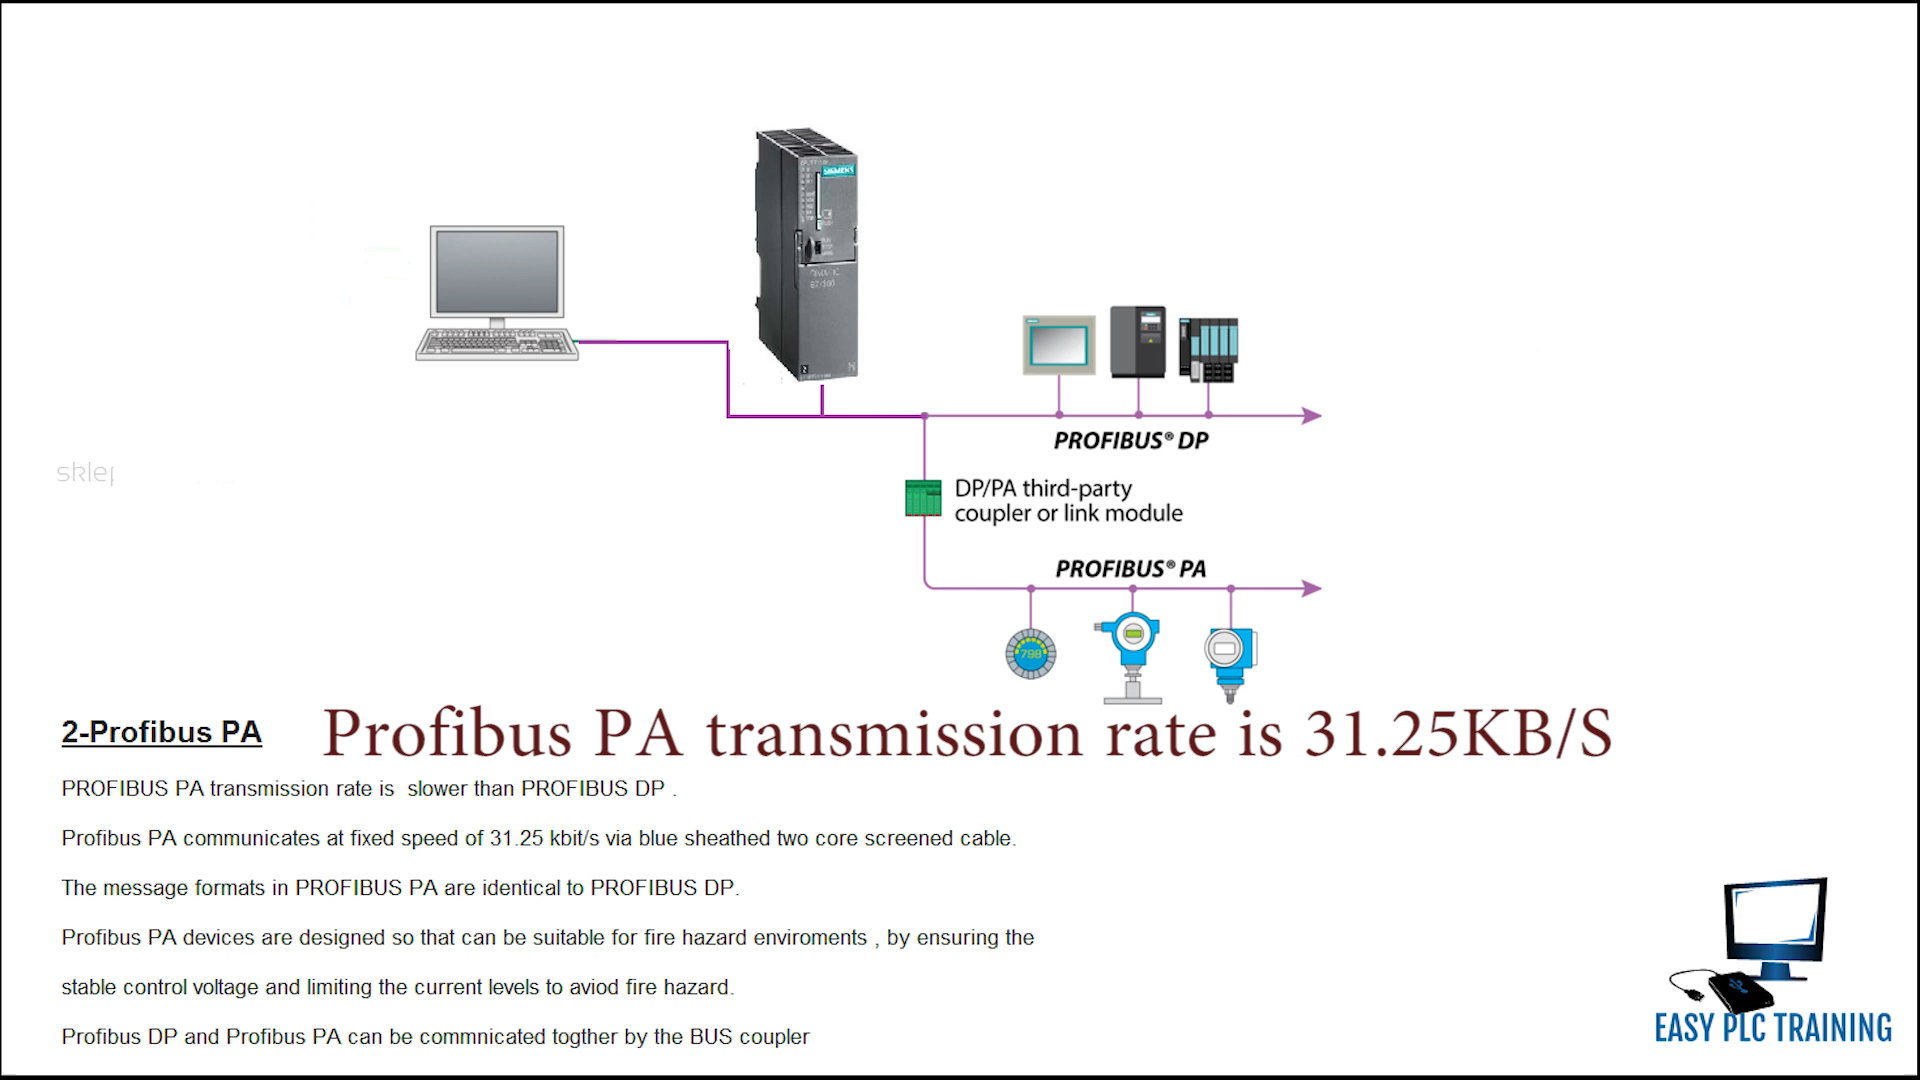 SIEMENS
PROFIBUS® DP
DP/PA third-party
coupler or link module
PROFIBUS® PA
798
skle
2-Profibus PA
Profibus PA transmission rate is 31.25KB/S
PROFIBUS PA transmission rate is  slower than PROFIBUS DP .
Profibus PA communicates at fixed speed of 31.25 kbit/s via blue sheathed two core screened cable.
The message formats in PROFIBUS PA are identical to PROFIBUS DP.
Profibus PA devices are designed so that can be suitable for fire hazard enviroments , by ensuring the
stable control voltage and limiting the current levels to aviod fire hazard.
Profibus DP and Profibus PA can be commnicated togther by the BUS coupler
EASY PLC TRAINING